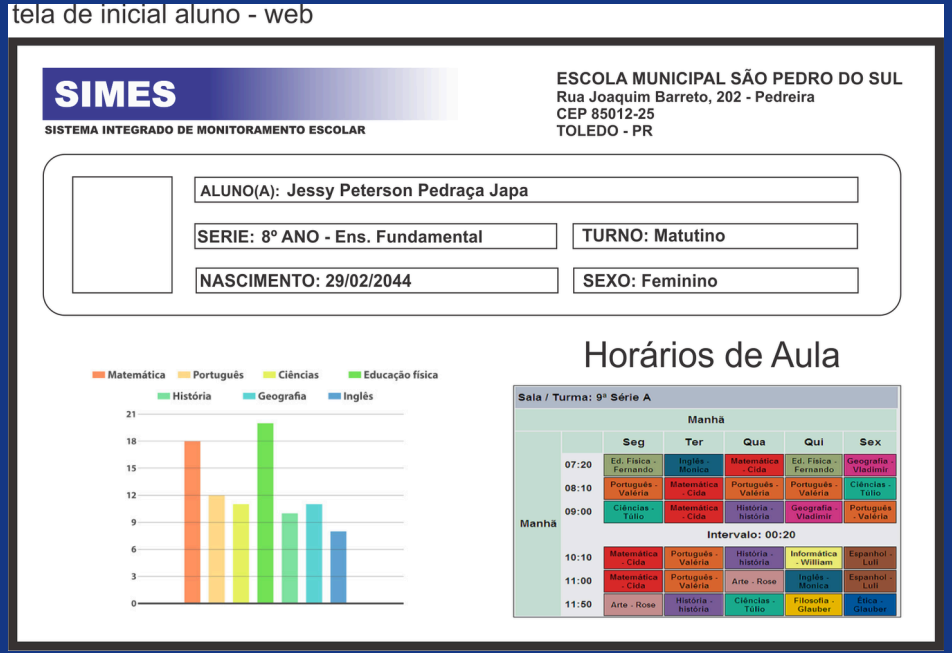 tela de inicial aluno - web
SIMES
SISTEMA INTEGRADO DE MONITORAMENTO ESCOLAR
ESCOLA MUNICIPAL SÃO PEDRO DO SUL
Rua Joaquim Barreto, 202 - Pedreira
CEP 85012-25
TOLEDO - PR
ALUNO(A): Jessy Peterson Pedraça Japa
SERIE: 8º ANO - Ens. Fundamental
TURNO: Matutino
NASCIMENTO: 29/02/2044
SEXO: Feminino
Matemática Português Ciências Educação física
História Geografia Inglês
21
18
15
12
9
6
3
0
Horários de Aula
Sala / Turma: 9ª Série A
Manhã
Seg Ter Qua Qui Sex
Manhã
07:20 Ed. Física - Fernando Inglês - Monica Matemática - Cida Ed. Física - Fernando Geografia - Vladimir
08:10 Português - Valéria Matemática - Cida Português - Valéria Português - Valéria Ciências - Túlio
09:00 Ciências - Túlio Matemática - Cida História - história Geografia - Vladimir Português - Valéria
Intervalo: 00:20
10:10 Matemática - Cida Português - Valéria História - história Informática - William Espanhol - Luli
11:00 Matemática - Cida Português - Valéria Arte - Rose Inglês - Monica Espanhol - Luli
11:50 Arte - Rose História - história Ciências - Túlio Filosofia - Glauber Ética - Glauber